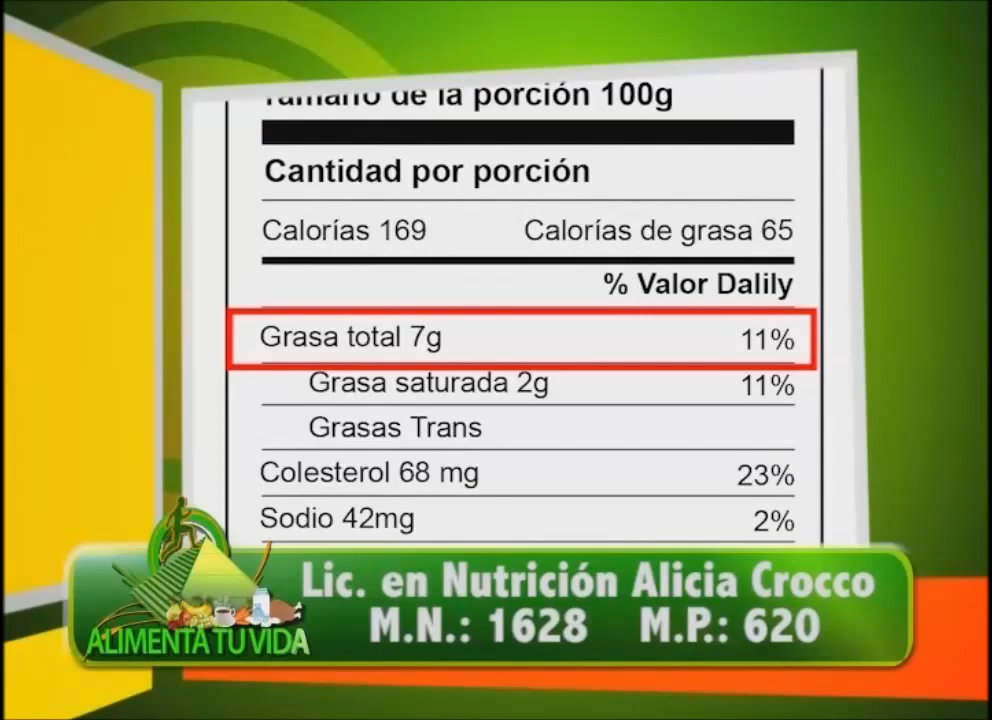 Tamaño de la porción 100g
Cantidad por porción
Calorías 169 Calorías de grasa 65
% Valor Dalily
Grasa total 7g 11%
Grasa saturada 2g 11%
Grasas Trans
Colesterol 68 mg 23%
Sodio 42mg 2%
Lic. en Nutrición Alicia Crocco
M.N.: 1628 M.P.: 620
ALIMENTA TU VIDA